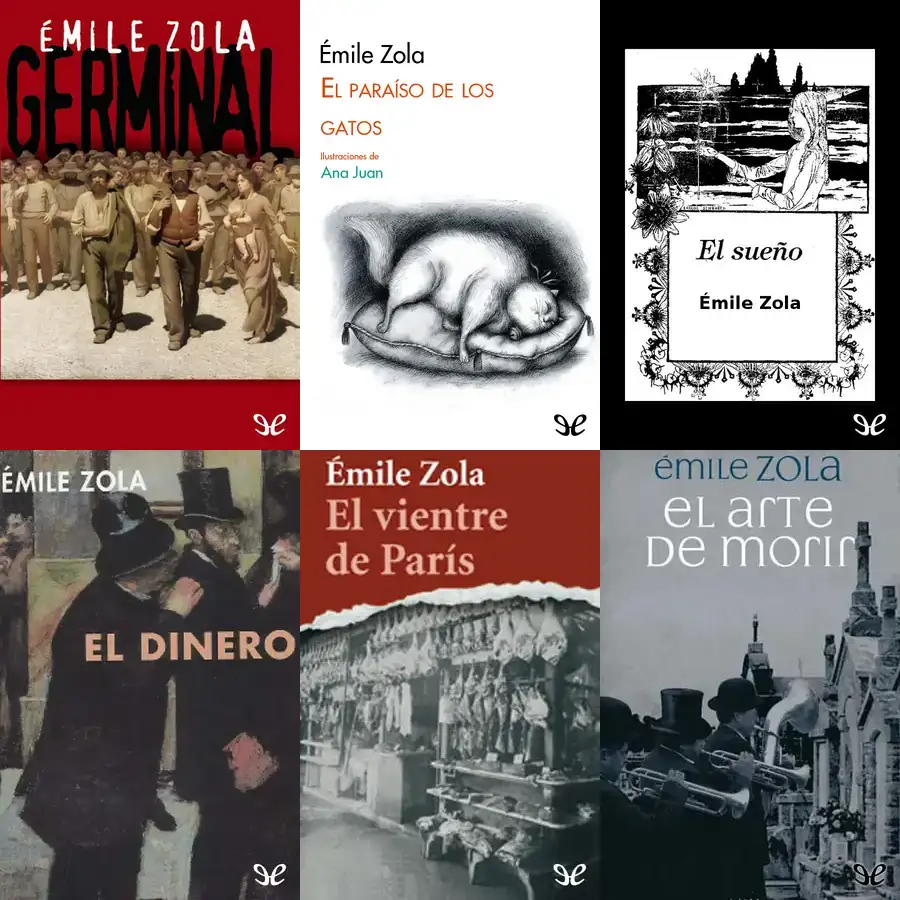 ÉMILE ZOLA
GERMINAL
Émile Zola
EL PARAÍSO DE LOS
GATOS
Ilustraciones de
Ana Juan
El sueño
Émile Zola
ÉMILE ZOLA
EL DINERO
Émile Zola
El vientre
de París
émile zola
el arte
de morir